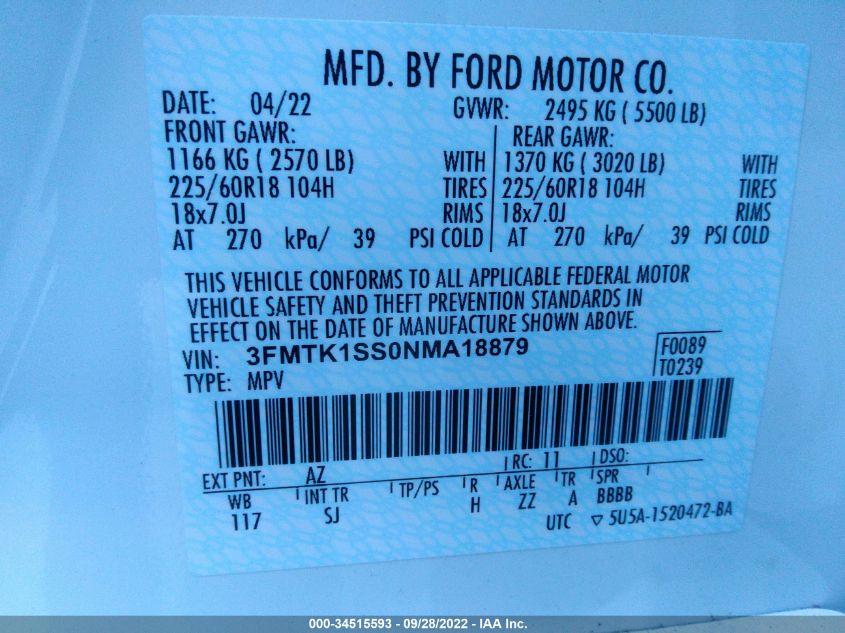 MFD. BY FORD MOTOR CO.
DATE: 04/22 GVWR: 2495 KG ( 5500 LB)
FRONT GAWR: REAR GAWR:
1166 KG ( 2570 LB) WITH 1370 KG ( 3020 LB) WITH
225/60R18 104H TIRES 225/60R18 104H TIRES
18x7.0J RIMS 18x7.0J RIMS
AT 270 kPa/ 39 PSI COLD AT 270 kPa/ 39 PSI COLD
THIS VEHICLE CONFORMS TO ALL APPLICABLE FEDERAL MOTOR
VEHICLE SAFETY AND THEFT PREVENTION STANDARDS IN
EFFECT ON THE DATE OF MANUFACTURE SHOWN ABOVE.
VIN: 3FMTK1SS0NMA18879 F0089
TYPE: MPV T0239
EXT PNT: AZ RC: 11 DSO:
WB INT TR TP/PS R AXLE TR SPR
117 SJ H ZZ A BBBB
UTC ▽ 5U5A-1520472-BA
000-34515593 - 09/28/2022 - IAA Inc.